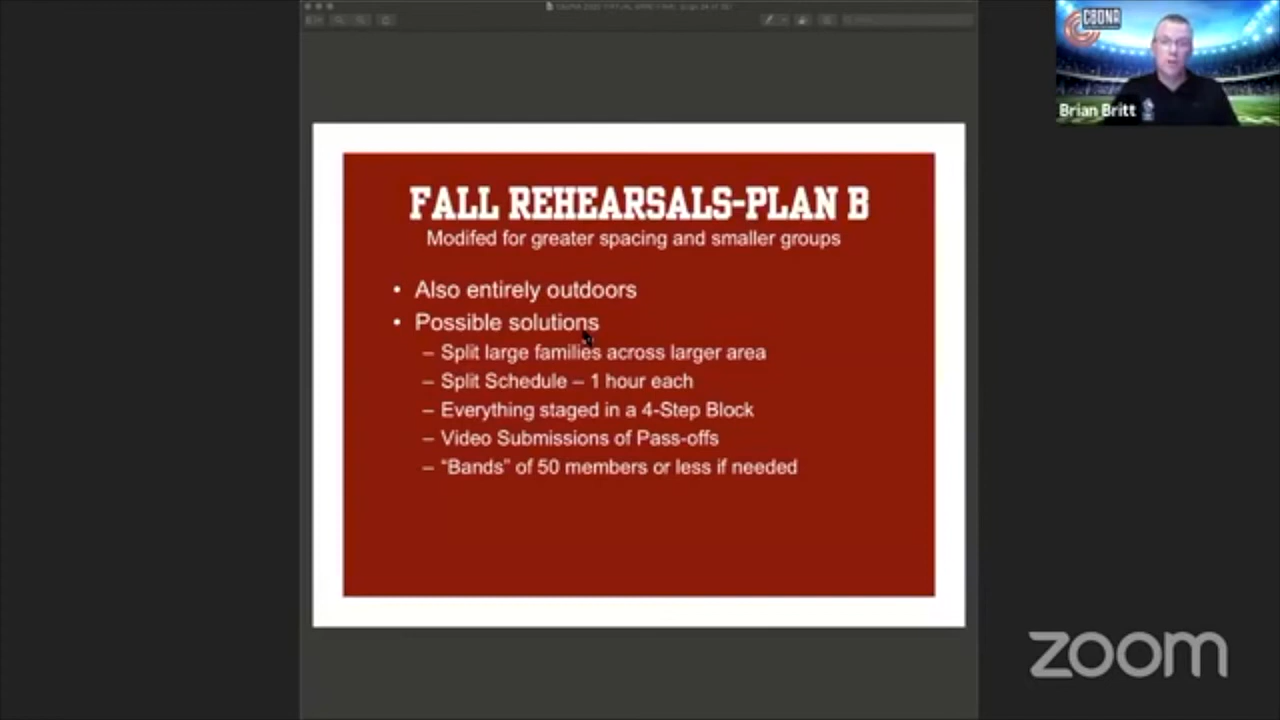 CBDNA
Brian Britt
FALL REHEARSALS-PLAN B
Modifed for greater spacing and smaller groups
• Also entirely outdoors
• Possible solutions
– Split large families across larger area
– Split Schedule – 1 hour each
– Everything staged in a 4-Step Block
– Video Submissions of Pass-offs
– “Bands” of 50 members or less if needed
zoom